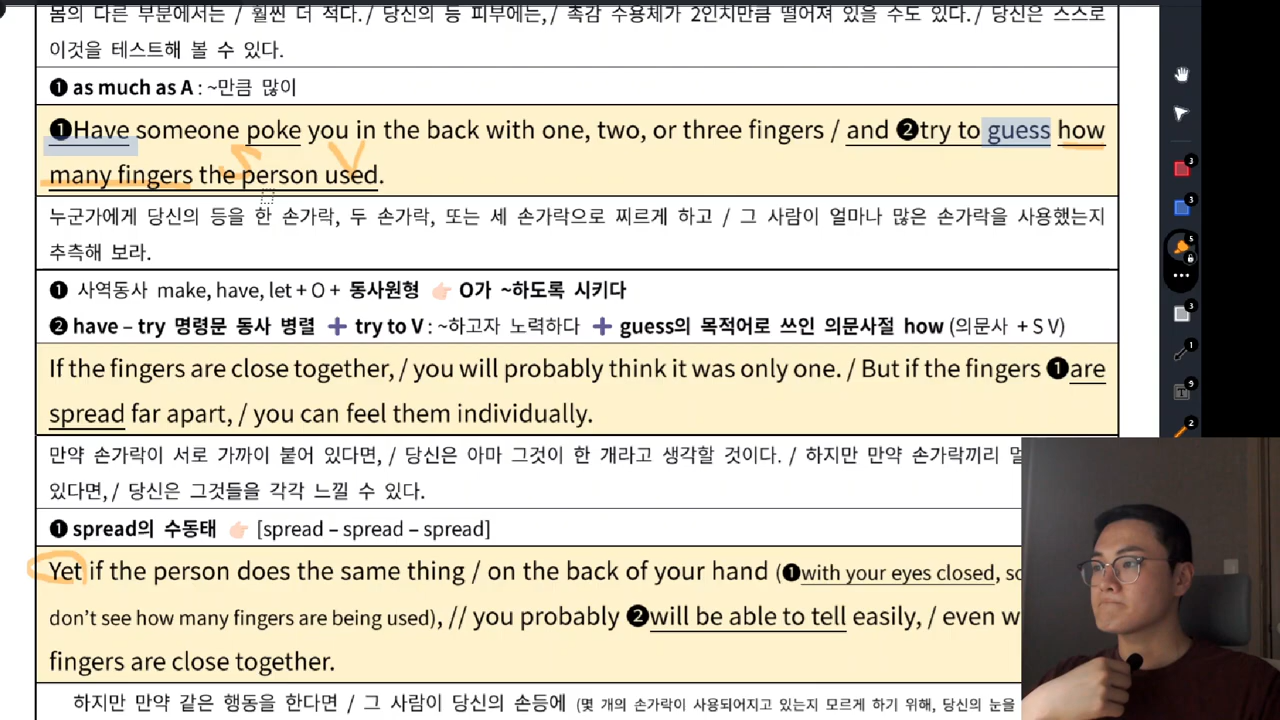 몸의 다른 부분에서는 / 훨씬 더 적다. / 당신의 등 피부에는, / 촉감 수용체가 2인치만큼 떨어져 있을 수도 있다. / 당신은 스스로
이것을 테스트해 볼 수 있다.
❶ as much as A : ~만큼 많이
❶Have someone poke you in the back with one, two, or three fingers / and ❷try to guess how
many fingers the person used.
누군가에게 당신의 등을 한 손가락, 두 손가락, 또는 세 손가락으로 찌르게 하고 / 그 사람이 얼마나 많은 손가락을 사용했는지
추측해 보라.
❶ 사역동사 make, have, let + O + 동사원형 👉 O가 ~하도록 시키다
❷ have – try 명령문 동사 병렬 ➕ try to V : ~하고자 노력하다 ➕ guess의 목적어로 쓰인 의문사절 how (의문사 + S V)
If the fingers are close together, / you will probably think it was only one. / But if the fingers ❶are
spread far apart, / you can feel them individually.
만약 손가락이 서로 가까이 붙어 있다면, / 당신은 아마 그것이 한 개라고 생각할 것이다. / 하지만 만약 손가락끼리 멀
있다면, / 당신은 그것들을 각각 느낄 수 있다.
❶ spread의 수동태 👉 [spread – spread – spread]
Yet if the person does the same thing / on the back of your hand (❶with your eyes closed, so
don't see how many fingers are being used), // you probably ❷will be able to tell easily, / even w
fingers are close together.
하지만 만약 같은 행동을 한다면 / 그 사람이 당신의 손등에 (몇 개의 손가락이 사용되어지고 있는지 모르게 하기 위해, 당신의 눈을
S V
3
3
5
3
1
9
2